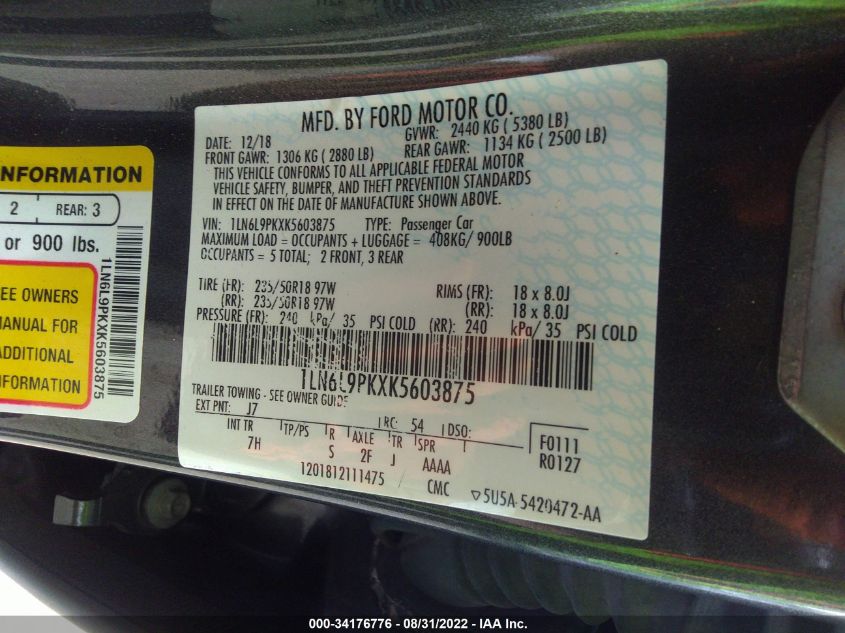 NFORMATION
2 REAR: 3
or 900 lbs.
EE OWNERS
MANUAL FOR
ADDITIONAL
INFORMATION
1LN6L9PKXK5603875
MFD. BY FORD MOTOR CO.
DATE: 12/18 GVWR: 2440 KG ( 5380 LB)
FRONT GAWR: 1306 KG ( 2880 LB) REAR GAWR: 1134 KG ( 2500 LB)
THIS VEHICLE CONFORMS TO ALL APPLICABLE FEDERAL MOTOR
VEHICLE SAFETY, BUMPER, AND THEFT PREVENTION STANDARDS
IN EFFECT ON THE DATE OF MANUFACTURE SHOWN ABOVE.
VIN: 1LN6L9PKXK5603875 TYPE: Passenger Car
MAXIMUM LOAD = OCCUPANTS + LUGGAGE = 408KG/ 900LB
OCCUPANTS = 5 TOTAL; 2 FRONT, 3 REAR
TIRE (FR): 235/50R18 97W RIMS (FR): 18 x 8.0J
(RR): 235/50R18 97W (RR): 18 x 8.0J
PRESSURE (FR): 240 kPa/ 35 PSI COLD (RR): 240 kPa/ 35 PSI COLD
1LN6L9PKXK5603875
TRAILER TOWING - SEE OWNER GUIDE
EXT PNT: J7 RC: 54 DSO:
INT TR TP/PS R AXLE TR SPR F0111
7H S 2F J AAAA R0127
1201812111475 CMC ▽5U5A-5420472-AA
000-34176776 - 08/31/2022 - IAA Inc.